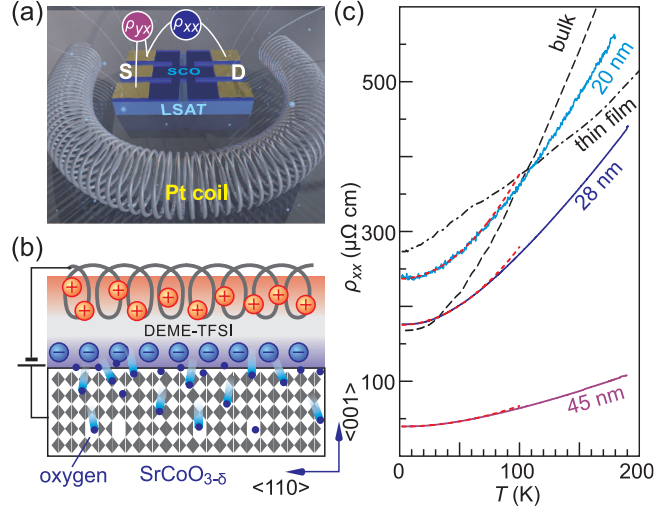 (a)
ρyx
ρxx
S
SCO
D
LSAT
Pt coil
(b)
+ + + + + + + +
DEME-TFSI
− − − − − − − − −
oxygen
SrCoO3-δ
<110>
<001>
(c)
500
300
100
ρxx (μΩ cm)
bulk
20 nm
thin film
28 nm
45 nm
0
100
200
T (K)